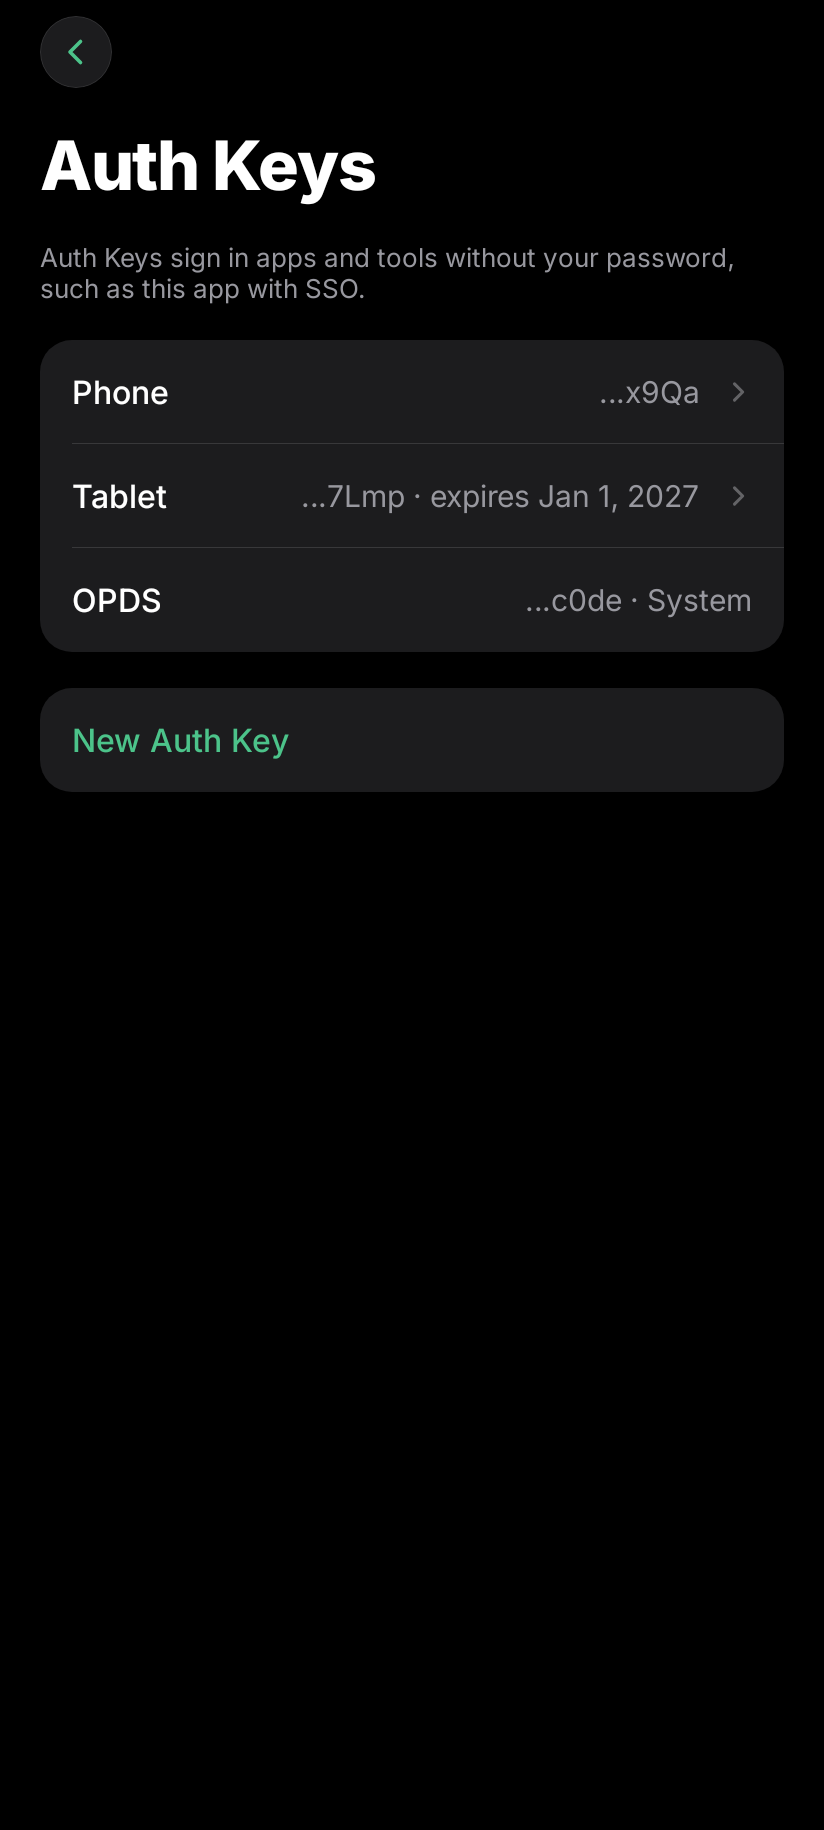 Auth Keys
Auth Keys sign in apps and tools without your password,
such as this app with SSO.
Phone ...x9Qa
Tablet ...7Lmp · expires Jan 1, 2027
OPDS ...c0de · System
New Auth Key